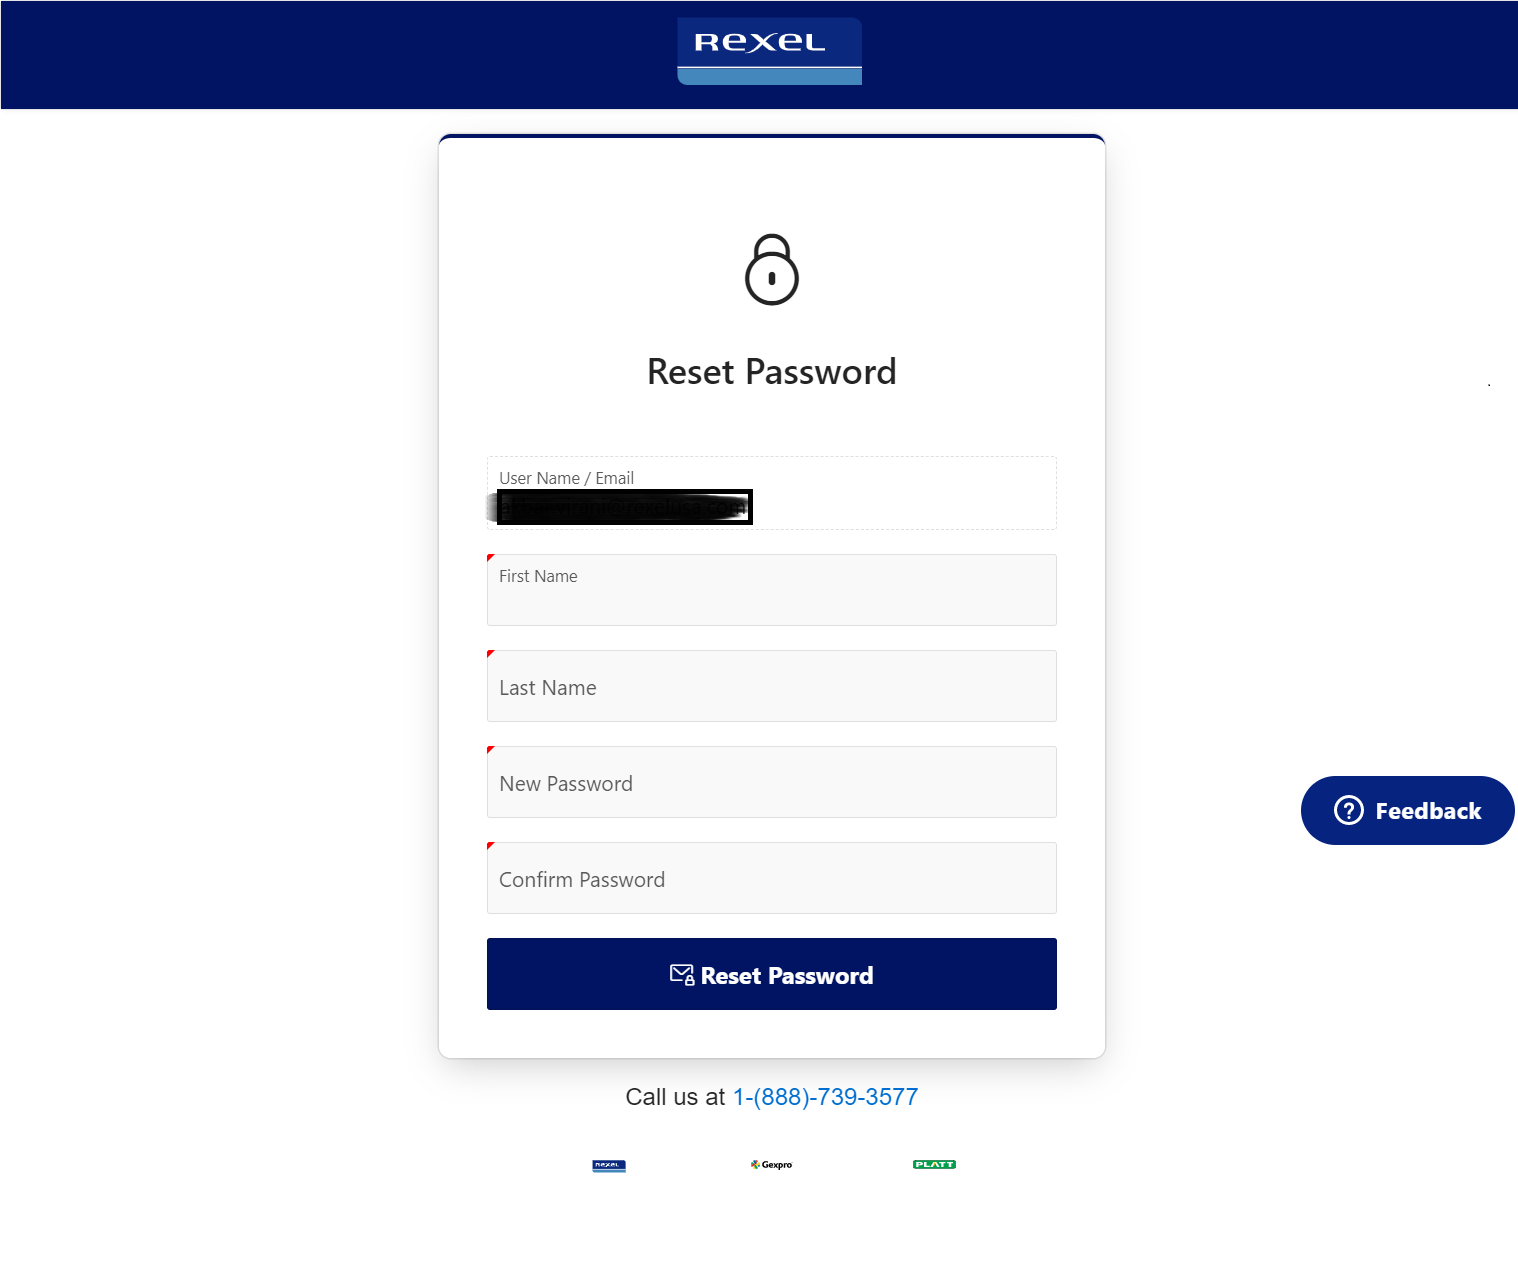 REXEL
Reset Password
User Name / Email
First Name
Last Name
New Password
Confirm Password
Reset Password
Feedback
Call us at 1-(888)-739-3577
REXEL
Gexpro
PLATT